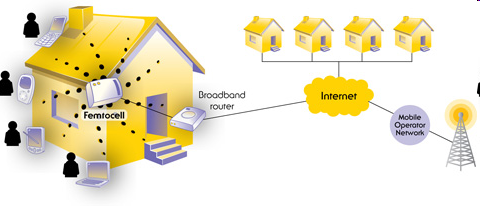 Femtocell
Broadband
router
Internet
Mobile
Operator
Network